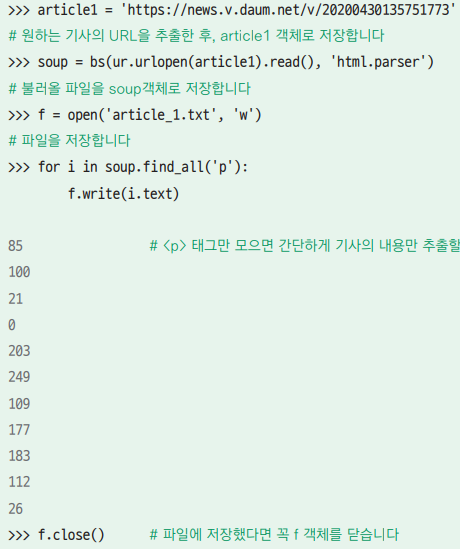 >>> article1 = 'https://news.v.daum.net/v/20200430135751773'
# 원하는 기사의 URL을 추출한 후, article1 객체로 저장합니다
>>> soup = bs(ur.urlopen(article1).read(), 'html.parser')
# 불러올 파일을 soup객체로 저장합니다
>>> f = open('article_1.txt', 'w')
# 파일을 저장합니다
>>> for i in soup.find_all('p'):
f.write(i.text)
85 # <p> 태그만 모으면 간단하게 기사의 내용만 추출할
100
21
0
203
249
109
177
183
112
26
>>> f.close() # 파일에 저장했다면 꼭 f 객체를 닫습니다